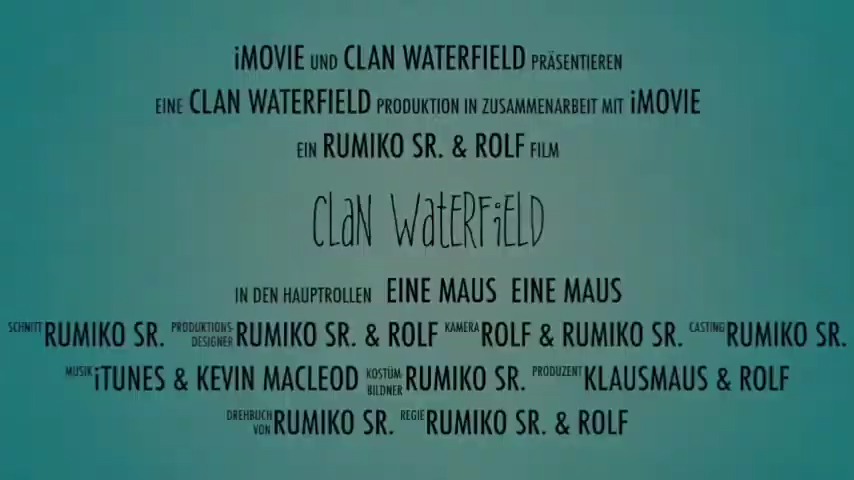 iMOVIE UND CLAN WATERFIELD PRÄSENTIEREN
EINE CLAN WATERFIELD PRODUKTION IN ZUSAMMENARBEIT MIT iMOVIE
EIN RUMIKO SR. & ROLF FILM
CLaN WatERFiELD
IN DEN HAUPTROLLEN EINE MAUS EINE MAUS
SCHNITT RUMIKO SR. PRODUKTIONS-DESIGNER RUMIKO SR. & ROLF KAMERA ROLF & RUMIKO SR. CASTING RUMIKO SR.
MUSIK iTUNES & KEVIN MACLEOD KOSTÜM-BILDNER RUMIKO SR. PRODUZENT KLAUSMAUS & ROLF
DREHBUCH VON RUMIKO SR. REGIE RUMIKO SR. & ROLF